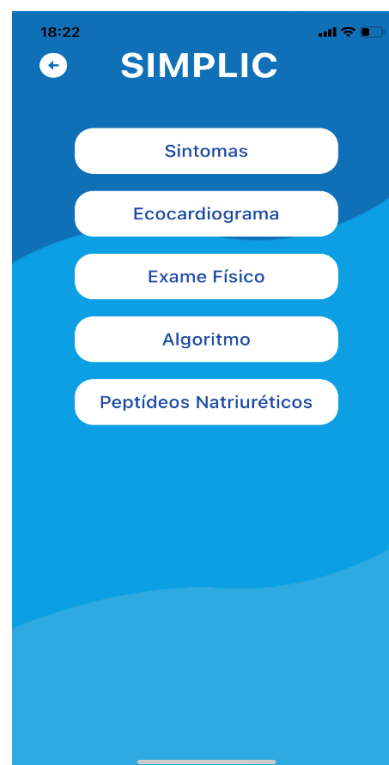 18:22
SIMPLIC
Sintomas
Ecocardiograma
Exame Físico
Algoritmo
Peptídeos Natriuréticos